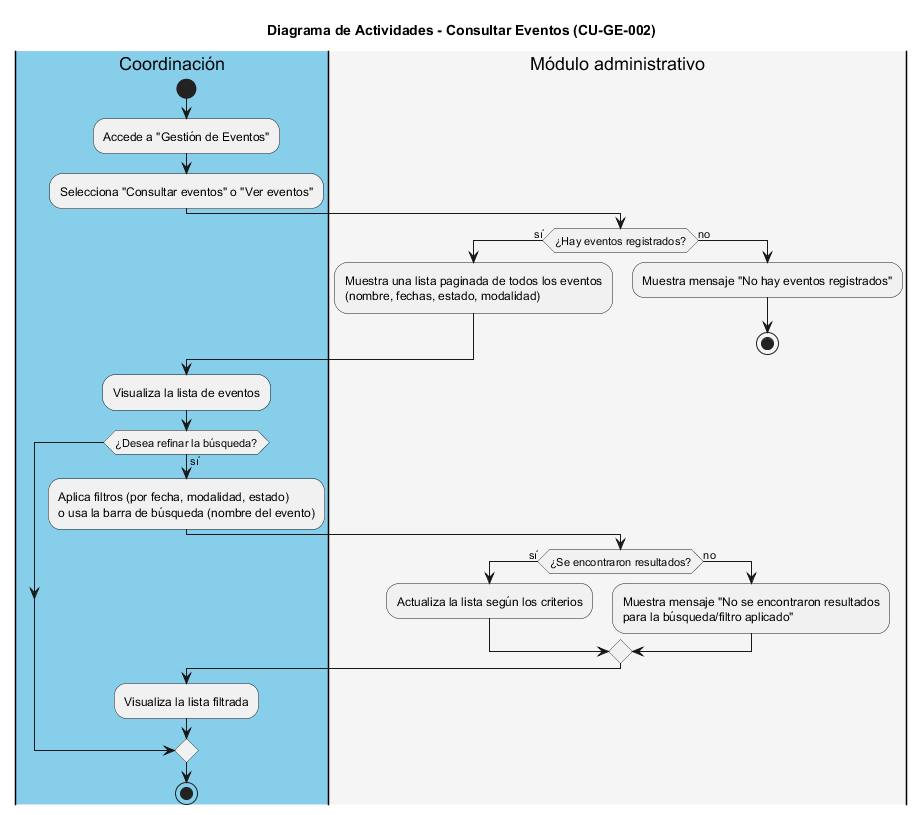 Diagrama de Actividades - Consultar Eventos (CU-GE-002)
Coordinación
Módulo administrativo
Accede a "Gestión de Eventos"
Selecciona "Consultar eventos" o "Ver eventos"
¿Hay eventos registrados?
sí
no
Muestra una lista paginada de todos los eventos
(nombre, fechas, estado, modalidad)
Muestra mensaje "No hay eventos registrados"
Visualiza la lista de eventos
¿Desea refinar la búsqueda?
sí
Aplica filtros (por fecha, modalidad, estado)
o usa la barra de búsqueda (nombre del evento)
¿Se encontraron resultados?
sí
no
Actualiza la lista según los criterios
Muestra mensaje "No se encontraron resultados
para la búsqueda/filtro aplicado"
Visualiza la lista filtrada